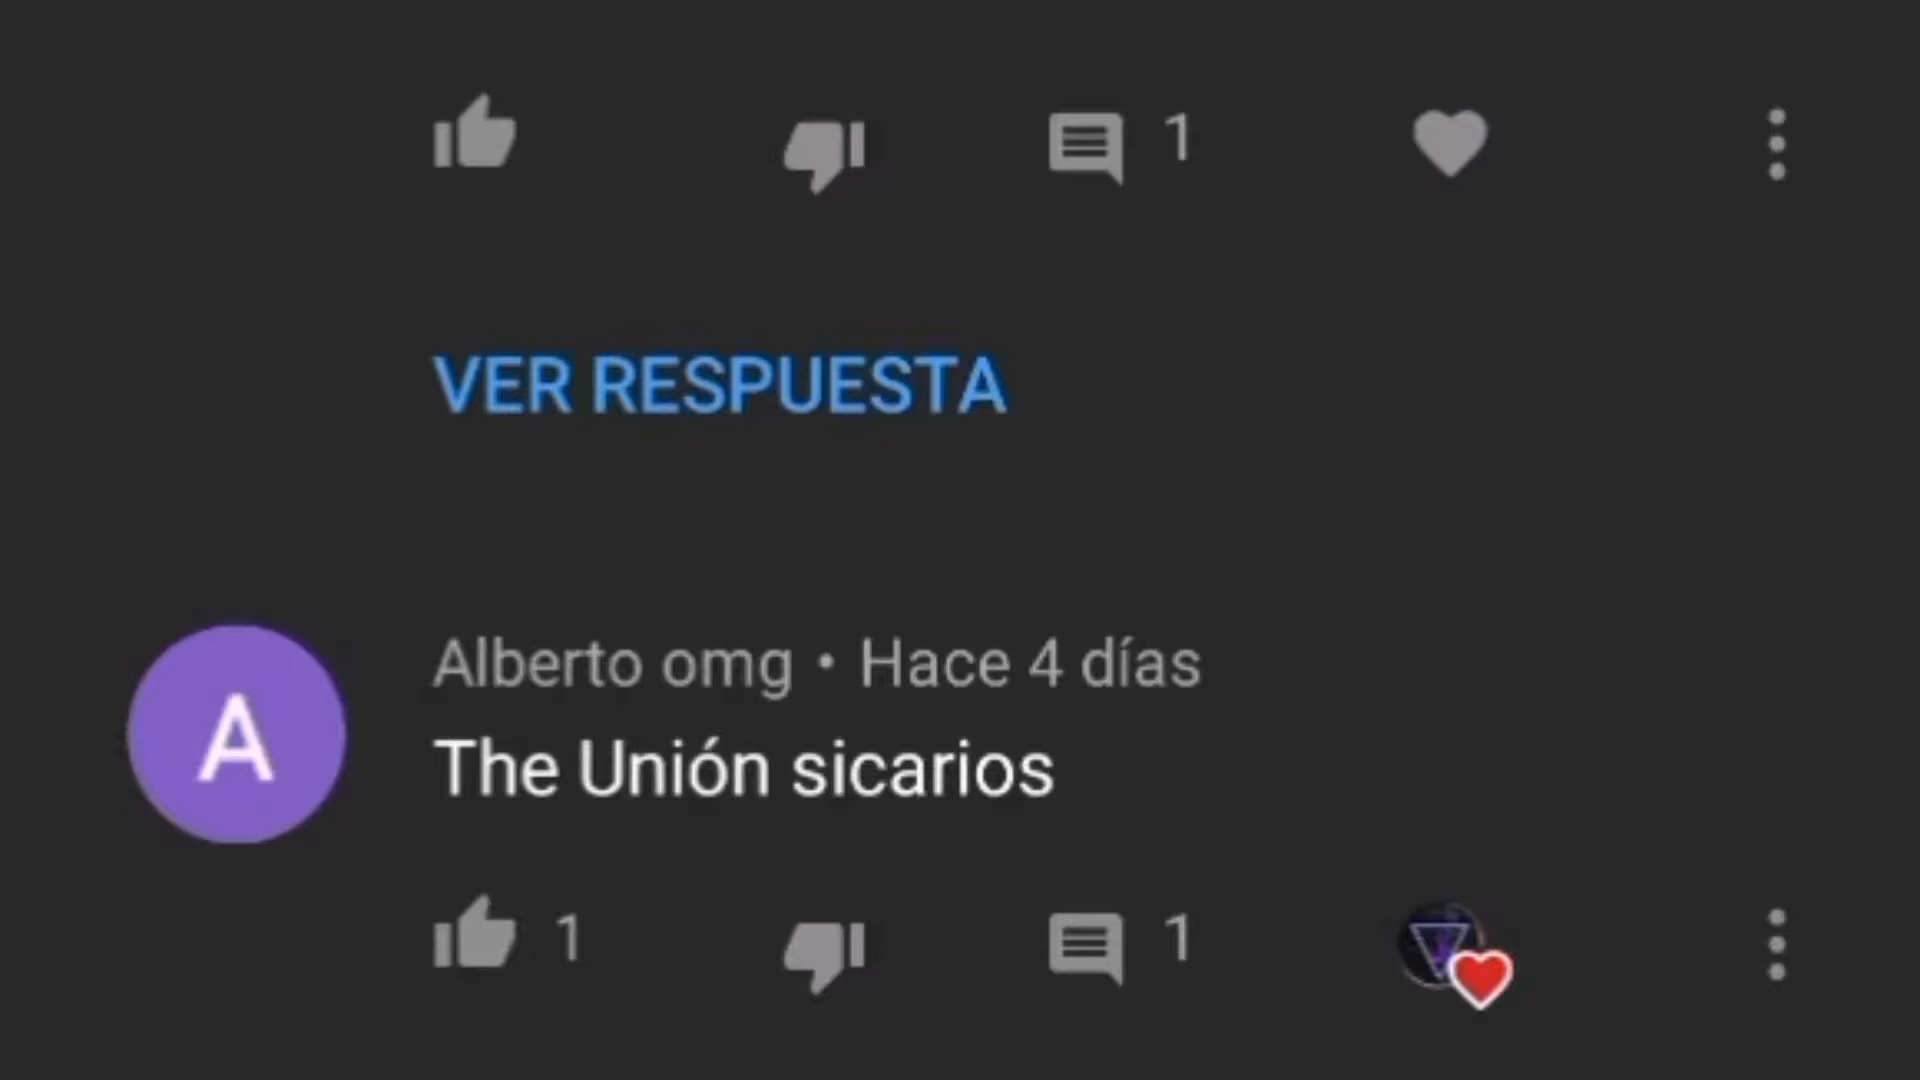 1
VER RESPUESTA
A
Alberto omg • Hace 4 días
The Unión sicarios
1 1